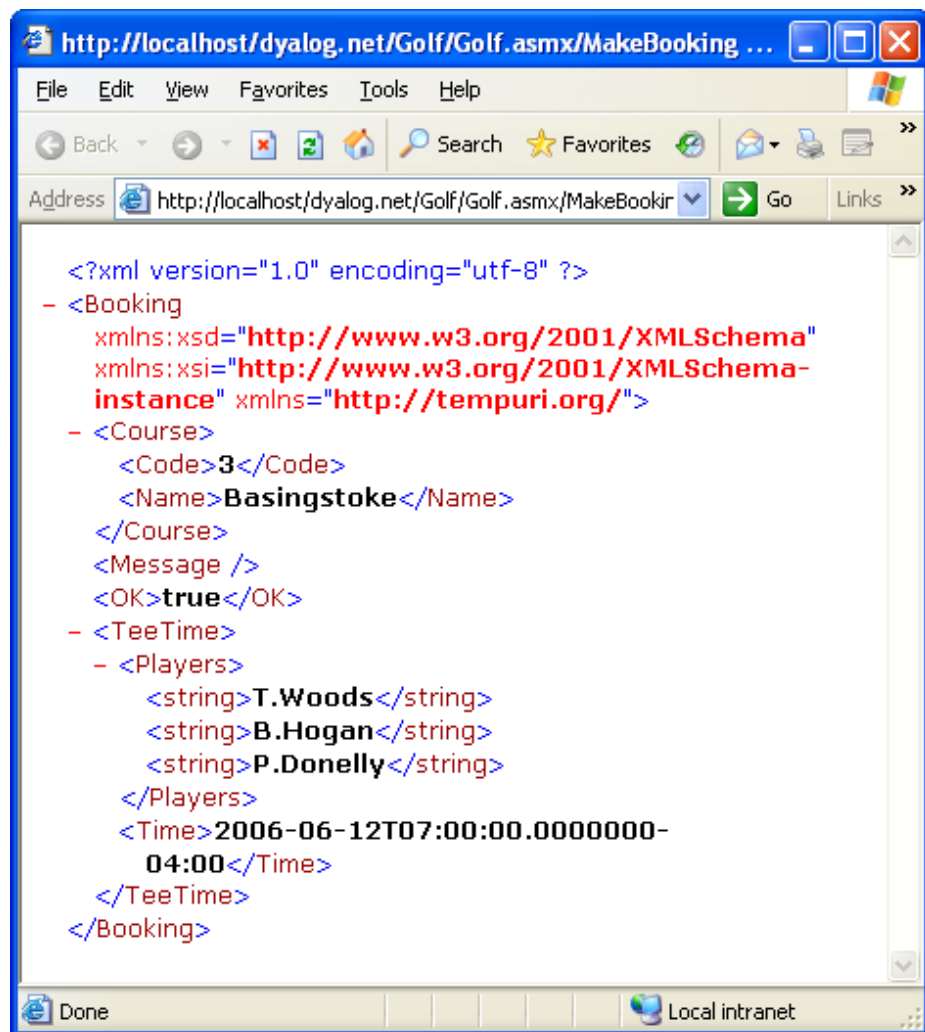 http://localhost/dyalog.net/Golf/Golf.asmx/MakeBooking ...
File Edit View Favorites Tools Help
Back Search Favorites »
Address http://localhost/dyalog.net/Golf/Golf.asmx/MakeBookin Go Links »
<?xml version="1.0" encoding="utf-8" ?>
– <Booking
xmlns:xsd="http://www.w3.org/2001/XMLSchema"
xmlns:xsi="http://www.w3.org/2001/XMLSchema-
instance" xmlns="http://tempuri.org/">
– <Course>
<Code>3</Code>
<Name>Basingstoke</Name>
</Course>
<Message />
<OK>true</OK>
– <TeeTime>
– <Players>
<string>T.Woods</string>
<string>B.Hogan</string>
<string>P.Donelly</string>
</Players>
<Time>2006-06-12T07:00:00.0000000-
04:00</Time>
</TeeTime>
</Booking>
Done Local intranet